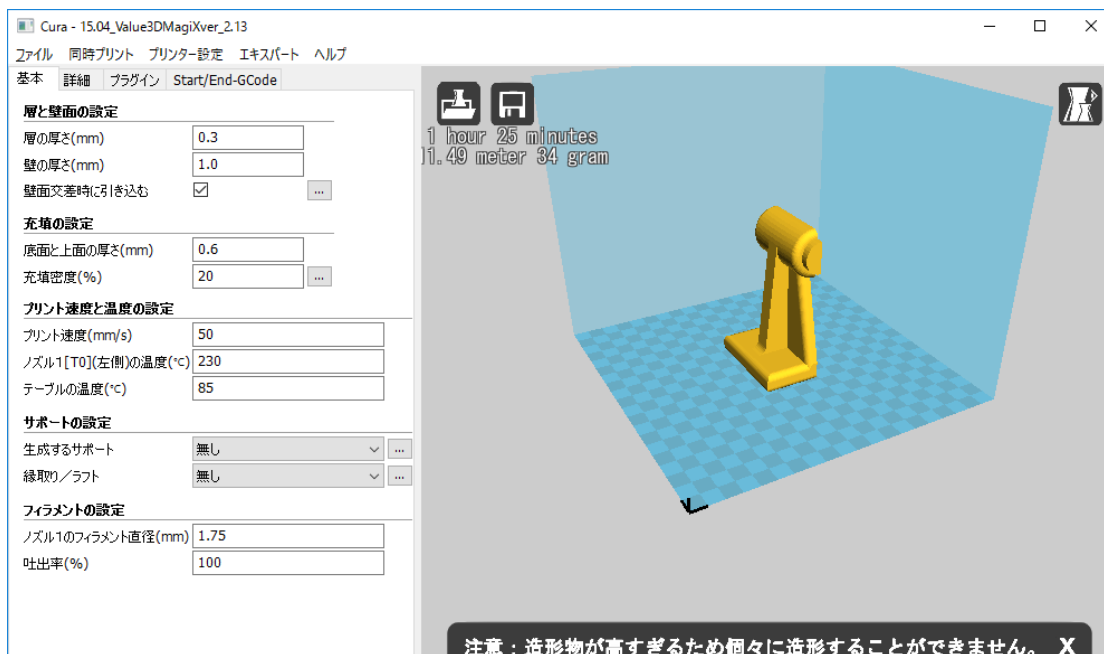 Cura - 15.04_Value3DMagiXver_2.13
ファイル 同時プリント プリンター設定 エキスパート ヘルプ
基本 詳細 プラグイン Start/End-GCode
層と壁面の設定
層の厚さ(mm) 0.3
壁の厚さ(mm) 1.0
壁面交差時に引き込む ...
充填の設定
底面と上面の厚さ(mm) 0.6
充填密度(%) 20 ...
プリント速度と温度の設定
プリント速度(mm/s) 50
ノズル1[T0](左側)の温度(℃) 230
テーブルの温度(℃) 85
サポートの設定
生成するサポート 無し ...
縁取り／ラフト 無し ...
フィラメントの設定
ノズル1のフィラメント直径(mm) 1.75
吐出率(%) 100
1 hour 25 minutes
11.49 meter 34 gram
注意：造形物が高すぎるため個々に造形することができません。 X